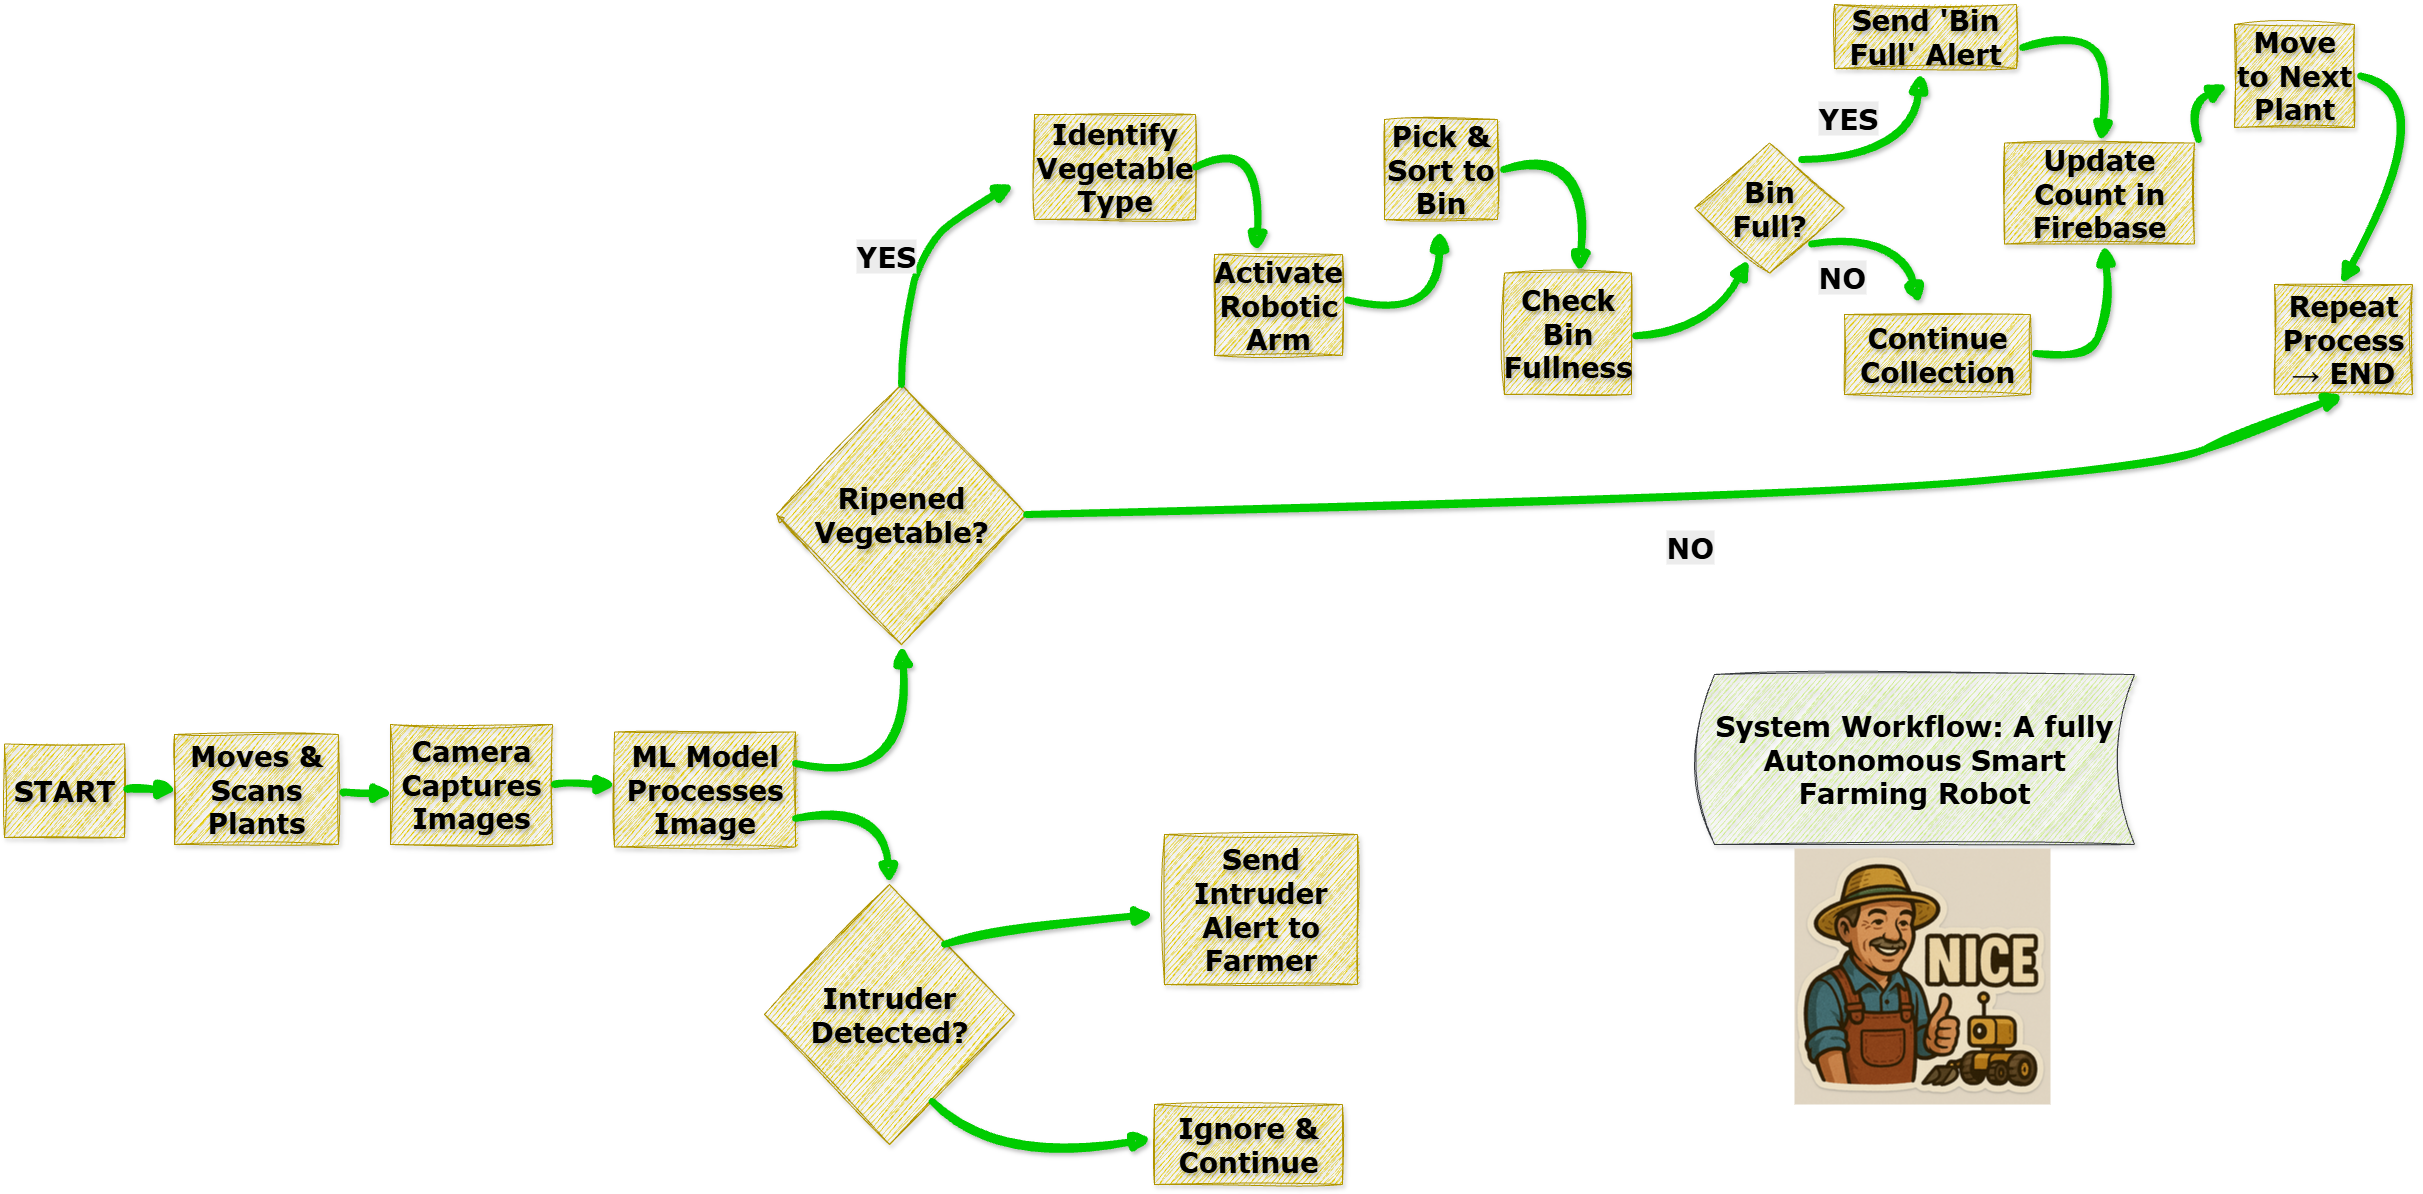 START
Moves &
Scans
Plants
Camera
Captures
Images
ML Model
Processes
Image
Ripened
Vegetable?
YES
Identify
Vegetable
Type
Activate
Robotic
Arm
Pick &
Sort to
Bin
Check
Bin
Fullness
Bin
Full?
YES
Send 'Bin
Full' Alert
NO
Continue
Collection
Update
Count in
Firebase
Move
to Next
Plant
Repeat
Process
→ END
NO
Intruder
Detected?
Send
Intruder
Alert to
Farmer
Ignore &
Continue
System Workflow: A fully
Autonomous Smart
Farming Robot
NICE